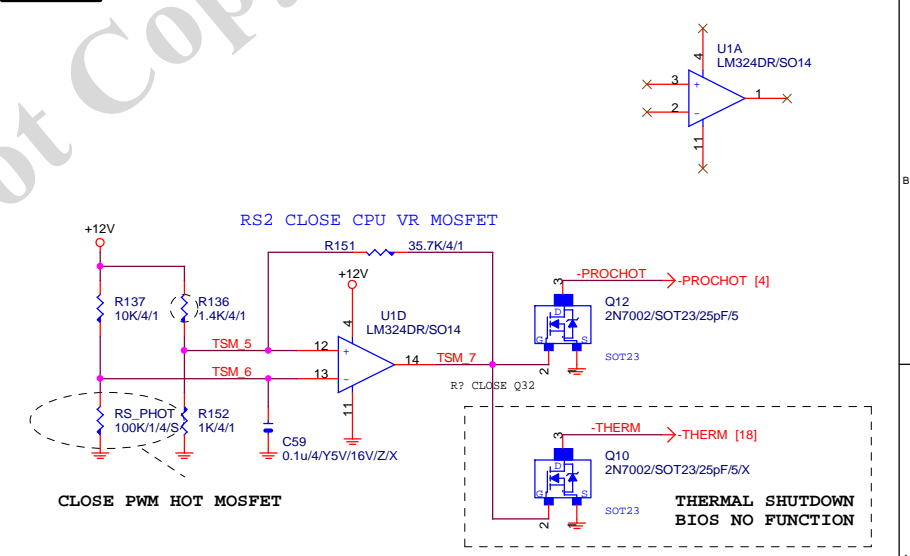 ot Copy
U1A
LM324DR/SO14
4
3
+
1
2
-
11
B
RS2 CLOSE CPU VR MOSFET
+12V
R151
35.7K/4/1
+12V
-PROCHOT
-PROCHOT [4]
3
R137
10K/4/1
R136
1.4K/4/1
U1D
LM324DR/SO14
4
D
Q12
2N7002/SOT23/25pF/5
TSM_5
12
+
14
TSM_7
G
S
SOT23
TSM_6
13
-
2
1
R? CLOSE Q32
11
RS_PHOT
100K/1/4/S
R152
1K/4/1
C59
0.1u/4/Y5V/16V/Z/X
-THERM
-THERM [18]
3
D
Q10
2N7002/SOT23/25pF/5/X
G
S
SOT23
2
1
CLOSE PWM HOT MOSFET
THERMAL SHUTDOWN
BIOS NO FUNCTION